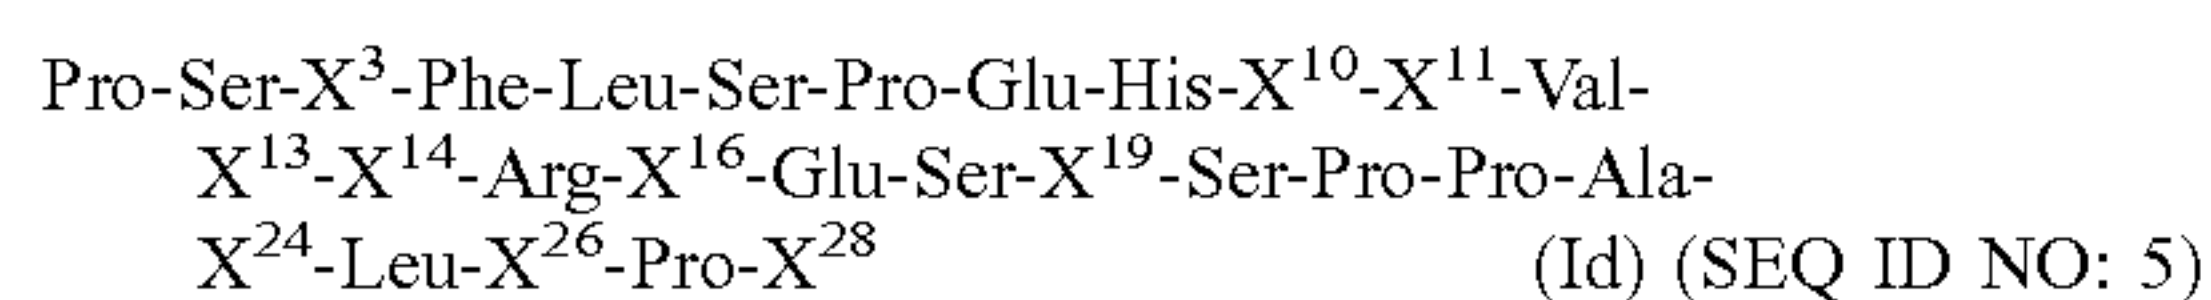 Pro-Ser-X³-Phe-Leu-Ser-Pro-Glu-His-X¹⁰-X¹¹-Val-
X¹³-X¹⁴-Arg-X¹⁶-Glu-Ser-X¹⁹-Ser-Pro-Pro-Ala-
X²⁴-Leu-X²⁶-Pro-X²⁸ (Id) (SEQ ID NO: 5)